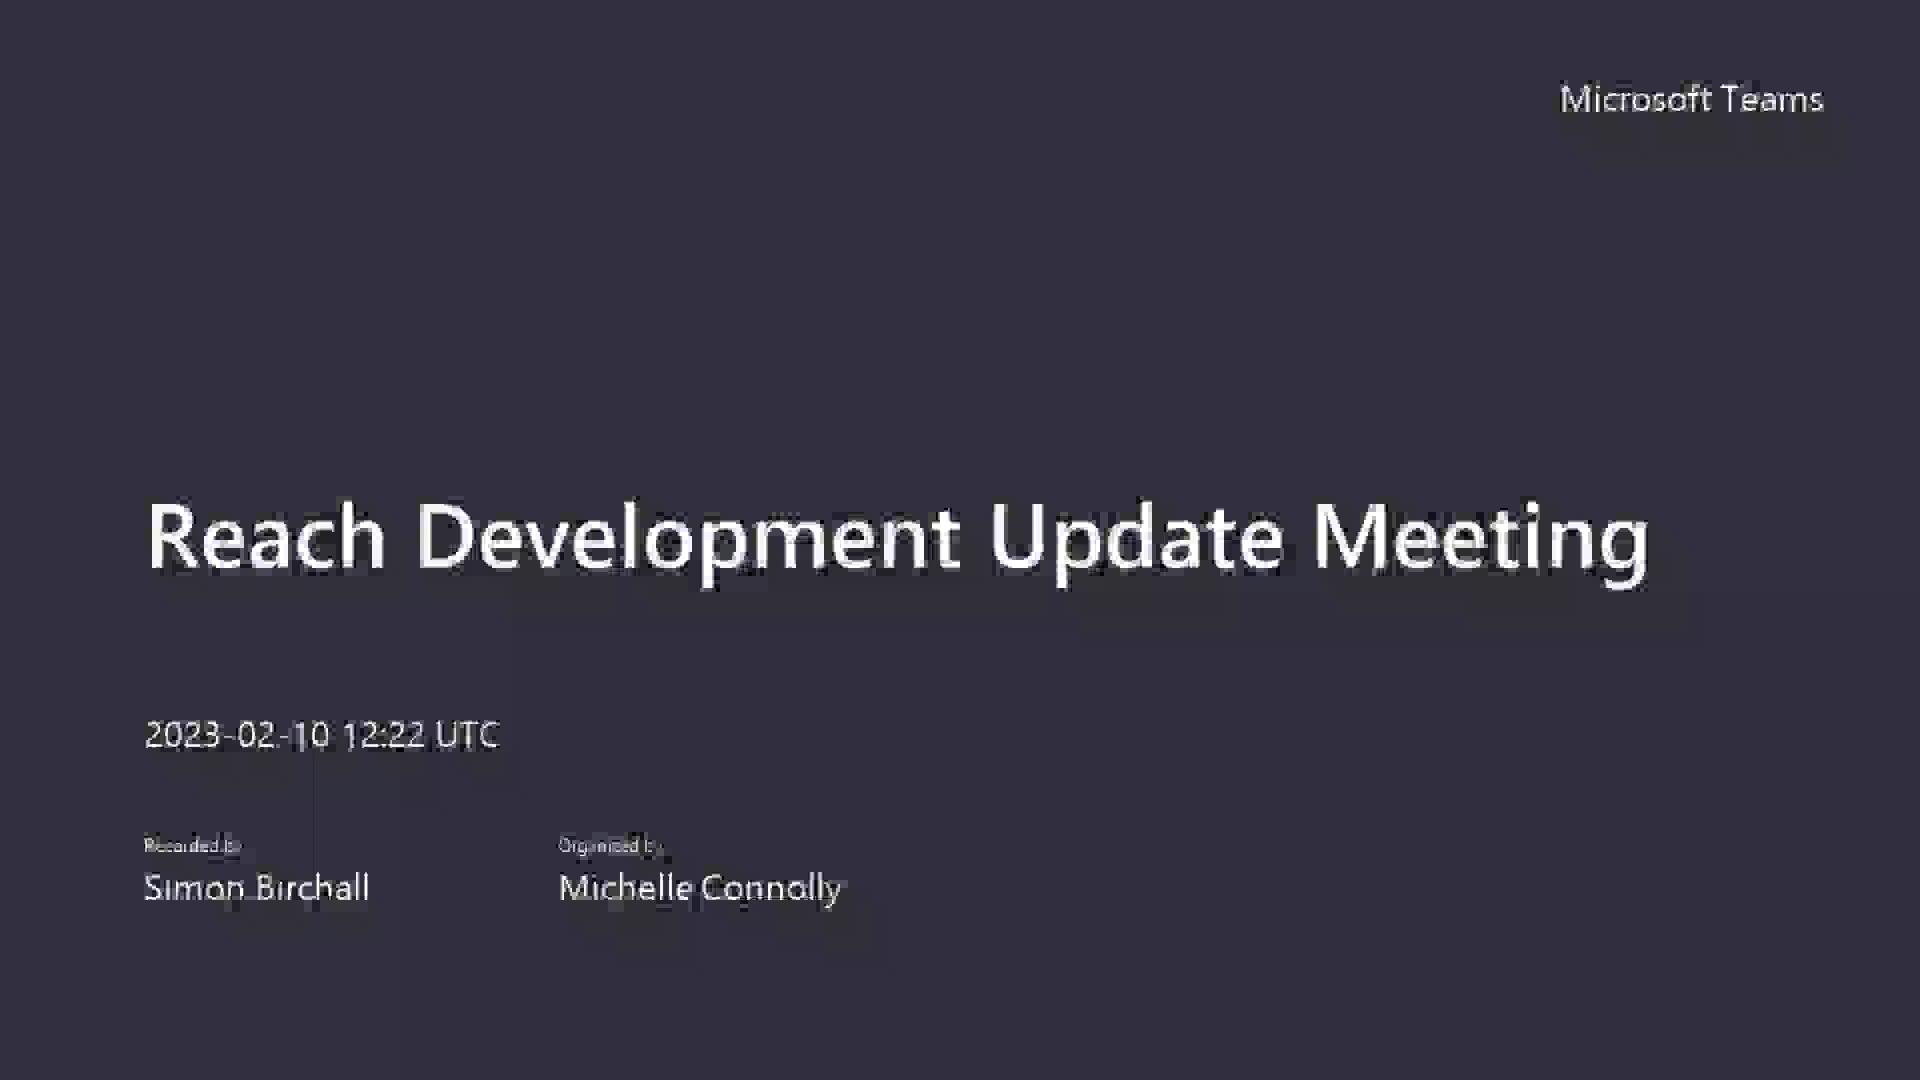 Microsoft Teams
Reach Development Update Meeting
2023-02-10 12:22 UTC
Recorded by
Organized by
Simon Birchall
Michelle Connolly